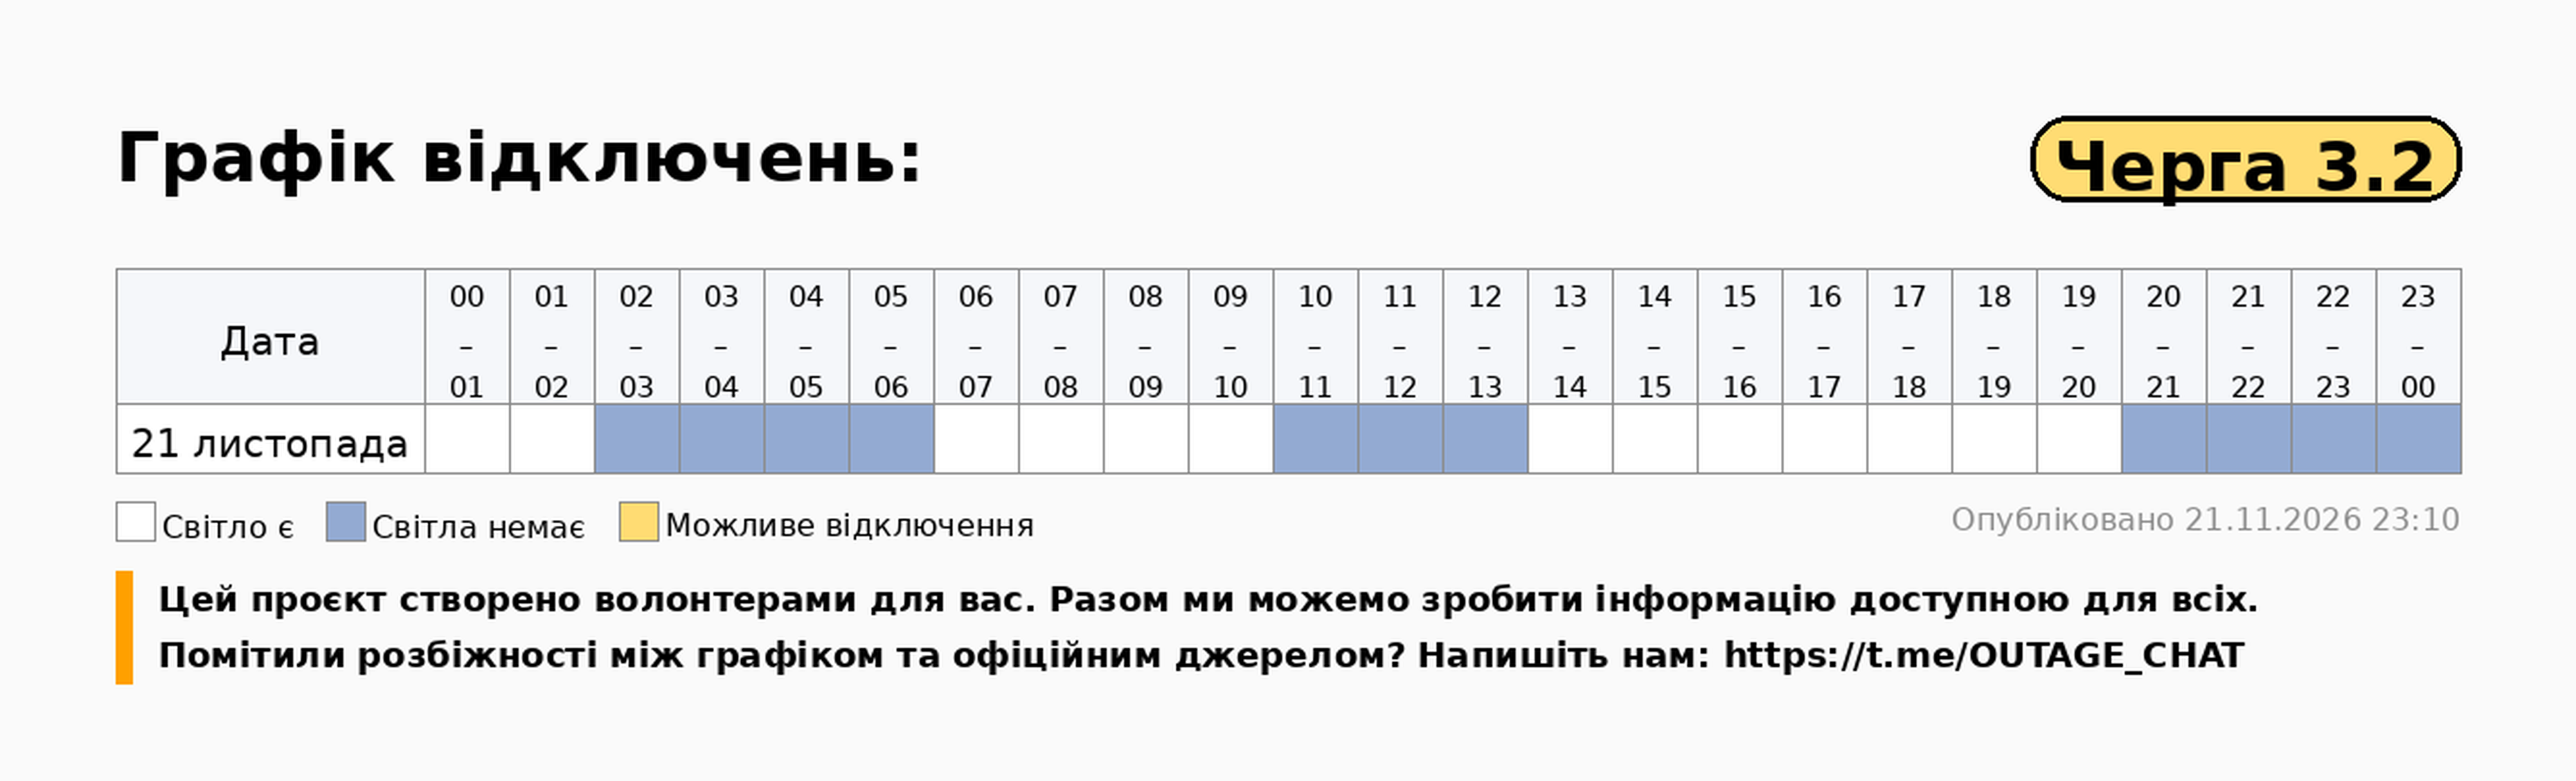 Графік відключень:
Черга 3.2
Дата
00 – 01
01 – 02
02 – 03
03 – 04
04 – 05
05 – 06
06 – 07
07 – 08
08 – 09
09 – 10
10 – 11
11 – 12
12 – 13
13 – 14
14 – 15
15 – 16
16 – 17
17 – 18
18 – 19
19 – 20
20 – 21
21 – 22
22 – 23
23 – 00
21 листопада
Світло є
Світла немає
Можливе відключення
Опубліковано 21.11.2026 23:10
Цей проєкт створено волонтерами для вас. Разом ми можемо зробити інформацію доступною для всіх.
Помітили розбіжності між графіком та офіційним джерелом? Напишіть нам: https://t.me/OUTAGE_CHAT